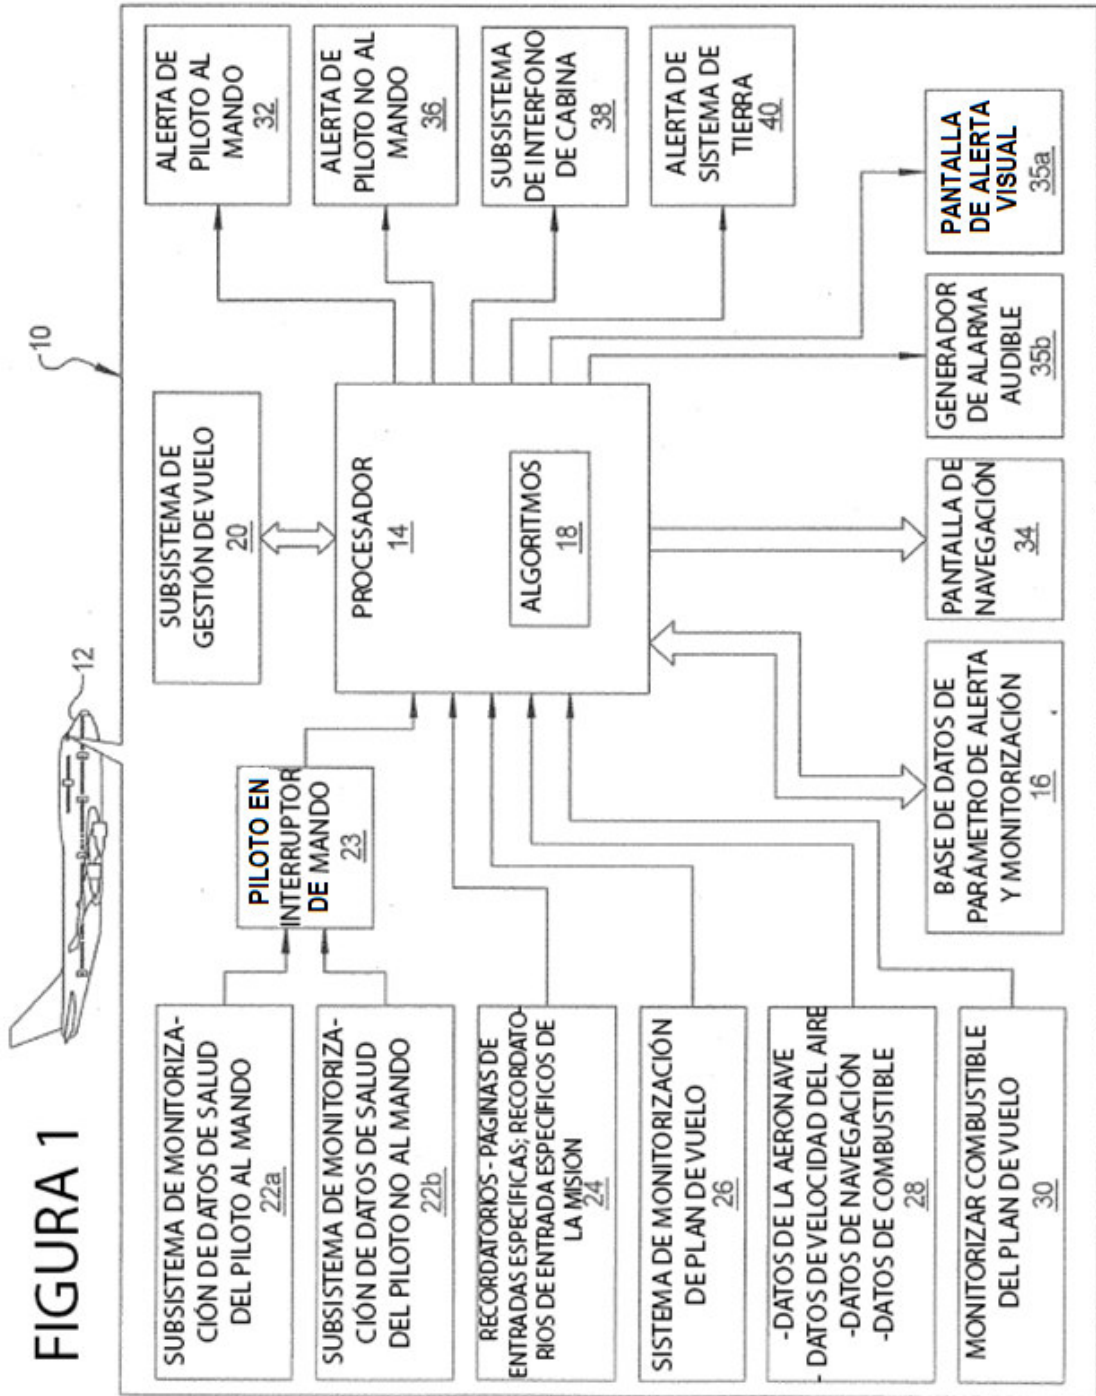 FIGURA 1
12
10
SUBSISTEMA DE MONITORIZA-
CIÓN DE DATOS DE SALUD
DEL PILOTO AL MANDO
22a
SUBSISTEMA DE MONITORIZA-
CIÓN DE DATOS DE SALUD
DEL PILOTO NO AL MANDO
22b
RECORDATORIOS - PÁGINAS DE
ENTRADAS ESPECÍFICAS; RECORDATO-
RIOS DE ENTRADA ESPECÍFICOS DE
LA MISIÓN
24
SISTEMA DE MONITORIZACIÓN
DE PLAN DE VUELO
26
-DATOS DE LA AERONAVE
- DATOS DE VELOCIDAD DEL AIRE
-DATOS DE NAVEGACIÓN
-DATOS DE COMBUSTIBLE
28
MONITORIZAR COMBUSTIBLE
DEL PLAN DE VUELO
30
PILOTO EN
INTERRUPTOR
DE MANDO
23
SUBSISTEMA DE
GESTIÓN DE VUELO
20
PROCESADOR
14
ALGORITMOS
18
ALERTA DE
PILOTO AL
MANDO
32
ALERTA DE
PILOTO NO AL
MANDO
36
SUBSISTEMA
DE INTERFONO
DE CABINA
38
ALERTA DE
SISTEMA DE
TIERRA
40
BASE DE DATOS DE
PARÁMETRO DE ALERTA
Y MONITORIZACIÓN
16
PANTALLA DE
NAVEGACIÓN
34
GENERADOR
DE ALARMA
AUDIBLE
35b
PANTALLA
DE ALERTA
VISUAL
35a